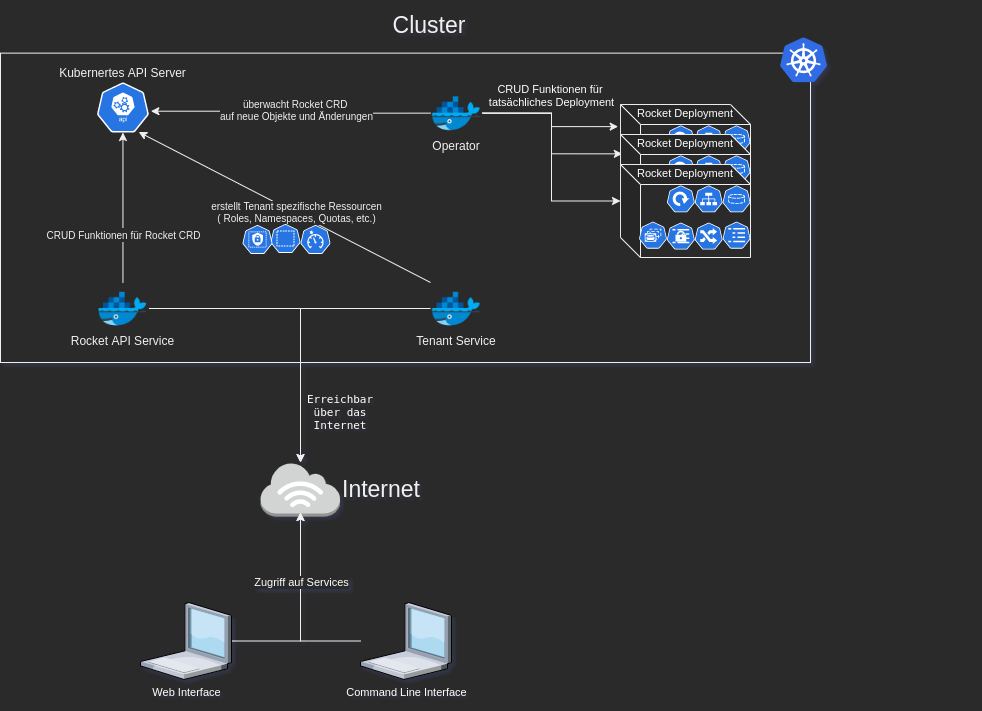 Cluster
Kubernertes API Server
api
überwacht Rocket CRD
auf neue Objekte und Änderungen
Operator
CRUD Funktionen für
tatsächliches Deployment
Rocket Deployment
Rocket Deployment
Rocket Deployment
erstellt Tenant spezifische Ressourcen
( Roles, Namespaces, Quotas, etc.)
CRUD Funktionen für Rocket CRD
Rocket API Service
Tenant Service
Erreichbar
über das
Internet
Internet
Zugriff auf Services
Web Interface
Command Line Interface